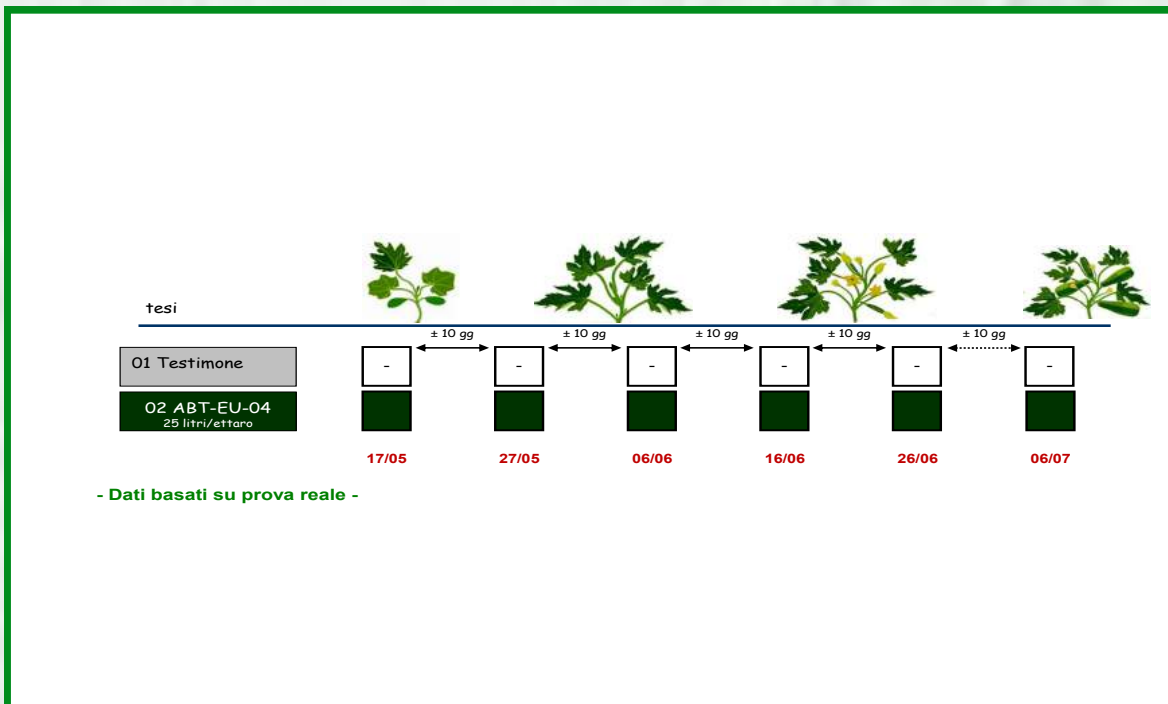 tesi
± 10 gg ± 10 gg ± 10 gg ± 10 gg ± 10 gg
01 Testimone - - - - - -
02 ABT-EU-04
25 litri/ettaro
17/05 27/05 06/06 16/06 26/06 06/07
- Dati basati su prova reale -